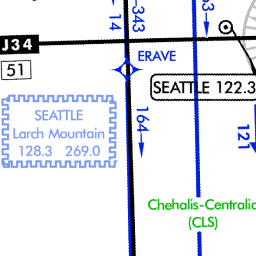 14
343
J34
ERAVE
51
SEATTLE 122.3
SEATTLE
Larch Mountain
128.3 269.0
164
121
Chehalis-Centralia
(CLS)